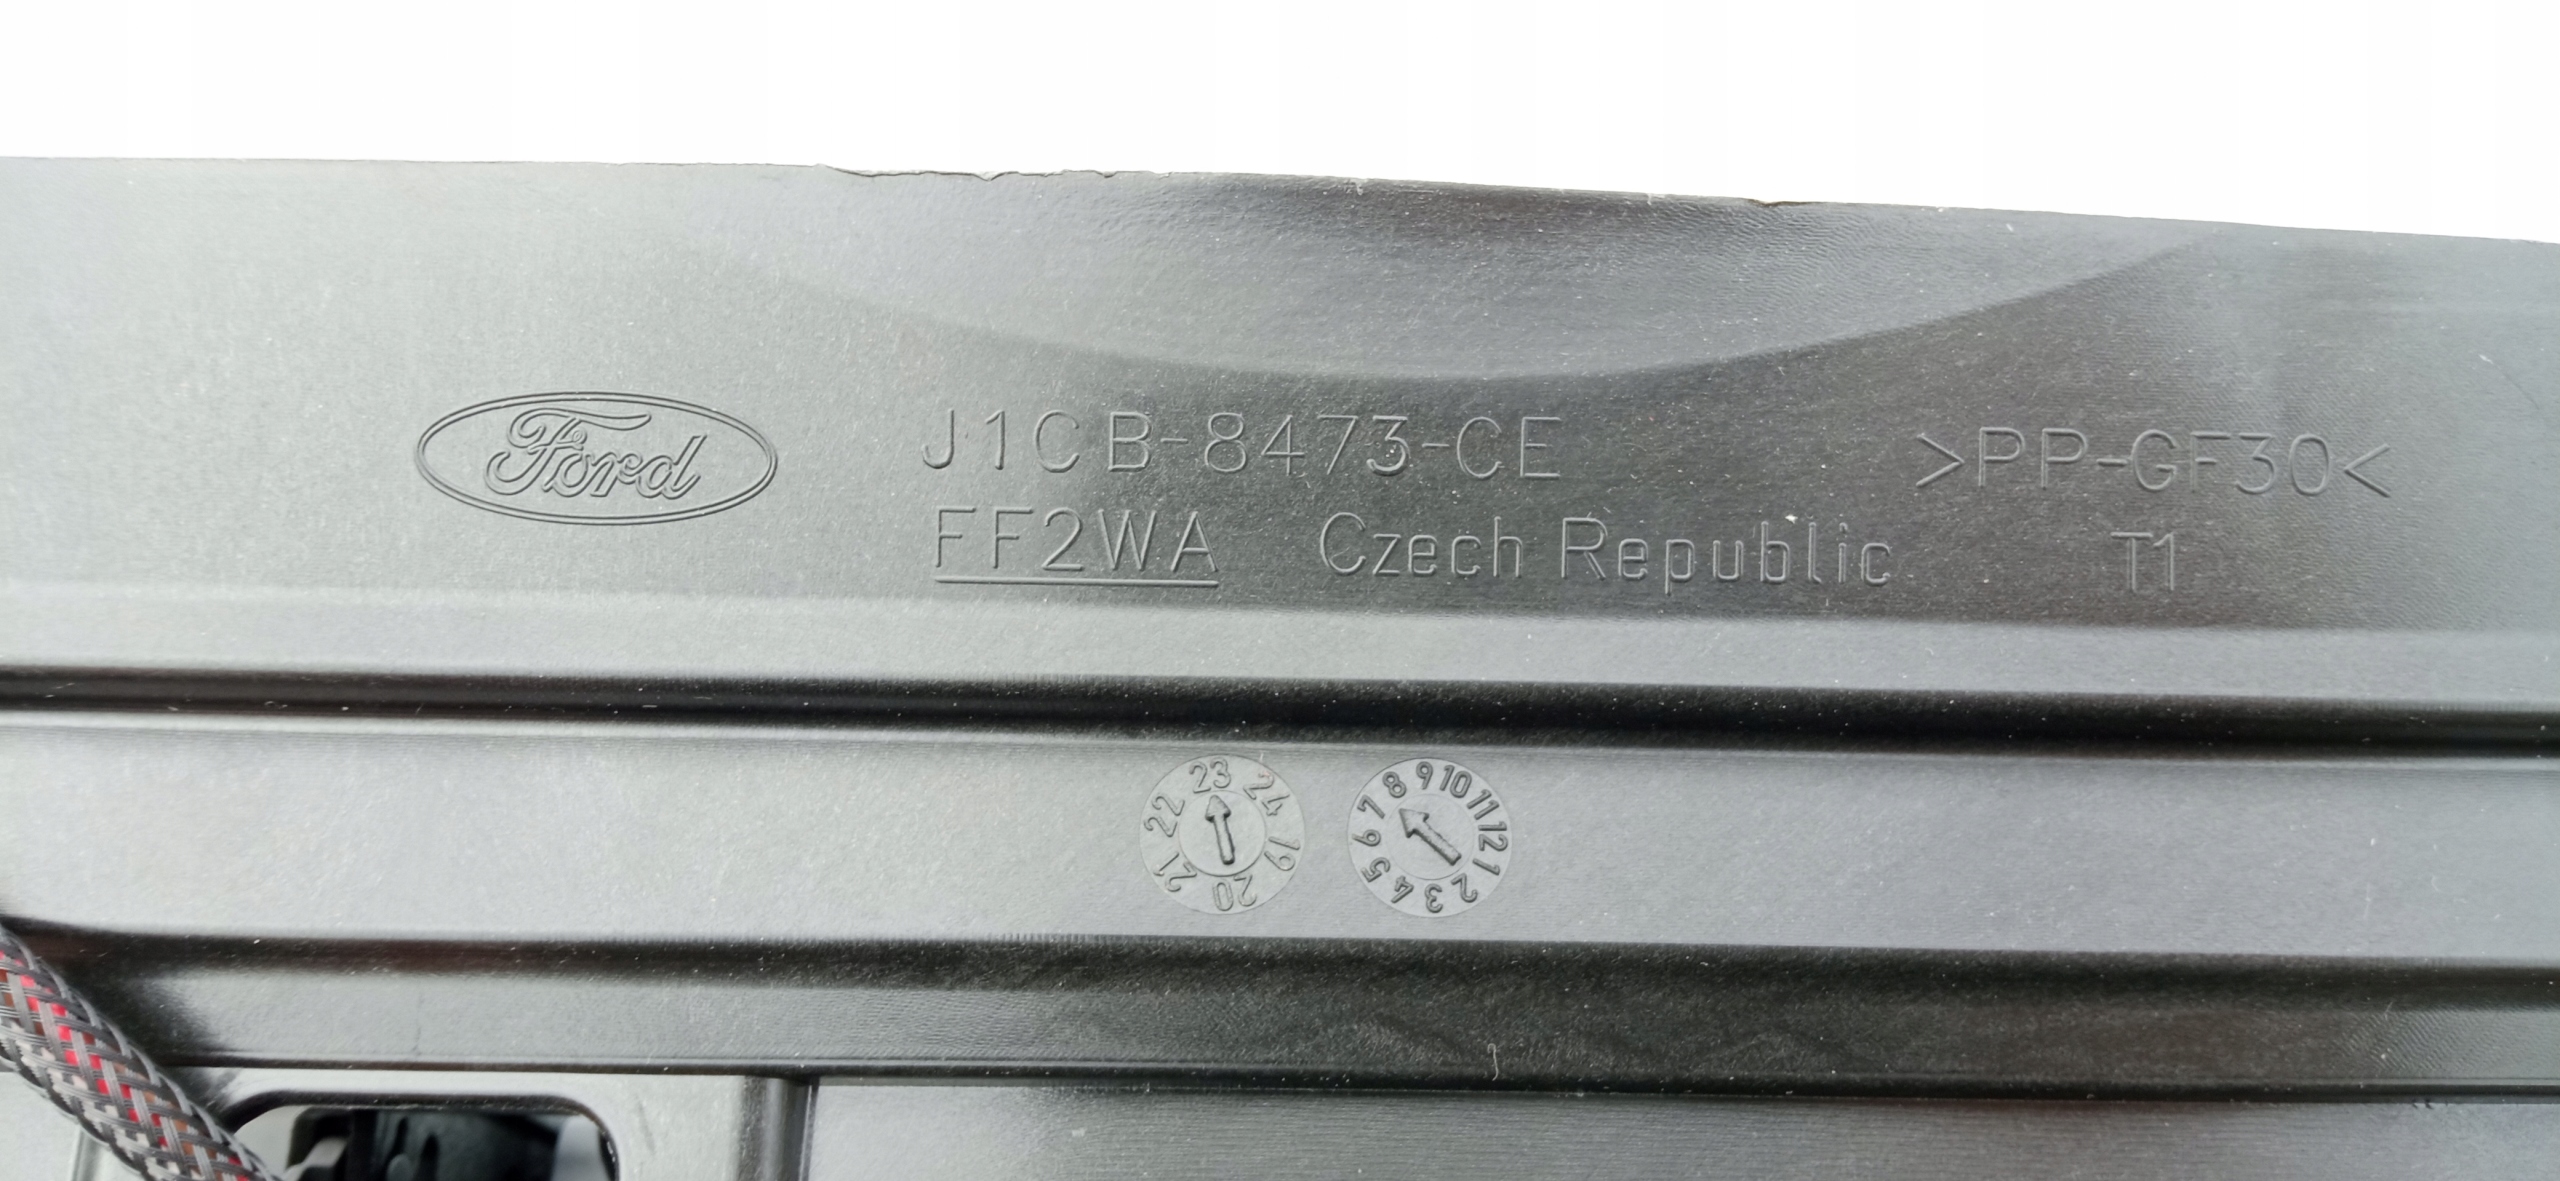 Ford
J1CB-8473-CE
>PP-GF30<
FF2WA Czech Republic
T1
19 20 21 22 23 24
1 2 3 4 5 6 7 8 9 10 11 12